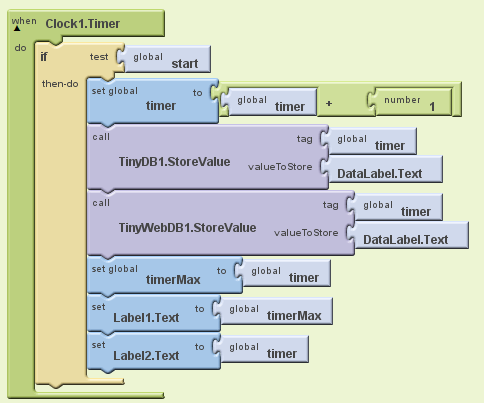 when Clock1.Timer
do if test global start
then-do set global timer to global timer + number 1
call TinyDB1.StoreValue tag global timer
valueToStore DataLabel.Text
call TinyWebDB1.StoreValue tag global timer
valueToStore DataLabel.Text
set global timerMax to global timer
set Label1.Text to global timerMax
set Label2.Text to global timer